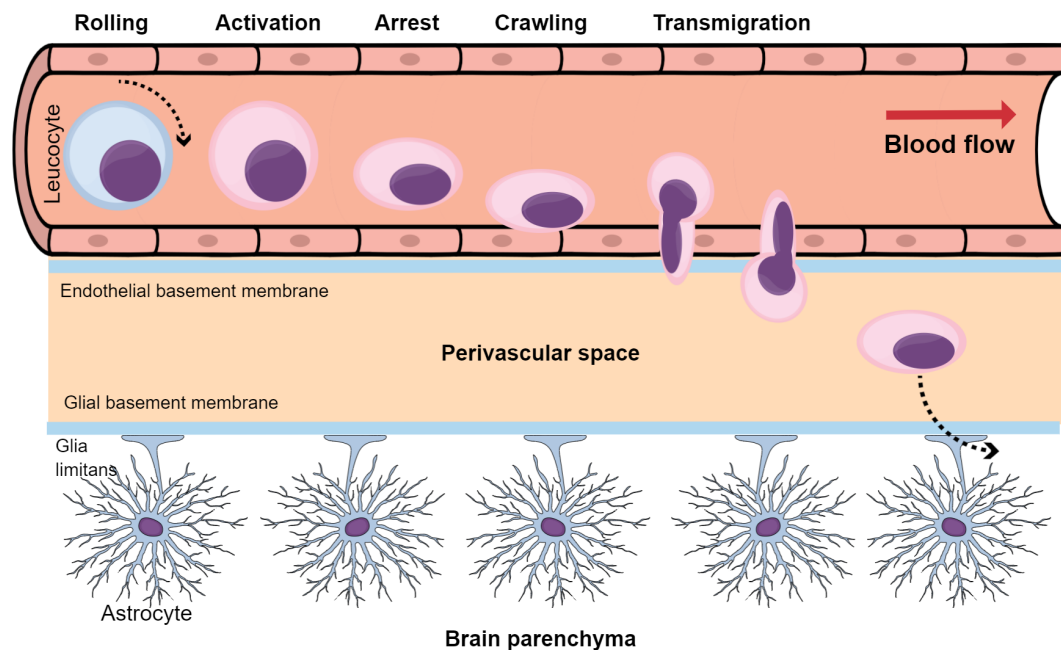 Rolling
Activation
Arrest
Crawling
Transmigration
Leucocyte
Blood flow
Endothelial basement membrane
Perivascular space
Glial basement membrane
Glia
limitans
Astrocyte
Brain parenchyma